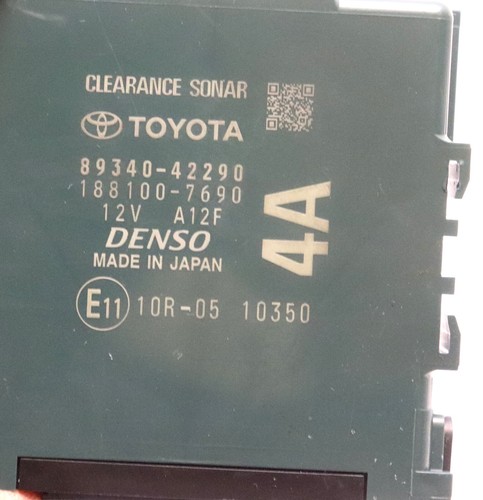 CLEARANCE SONAR
TOYOTA
89340-42290
188100-7690
12V A12F
DENSO
MADE IN JAPAN
4A
E11 10R-05 10350